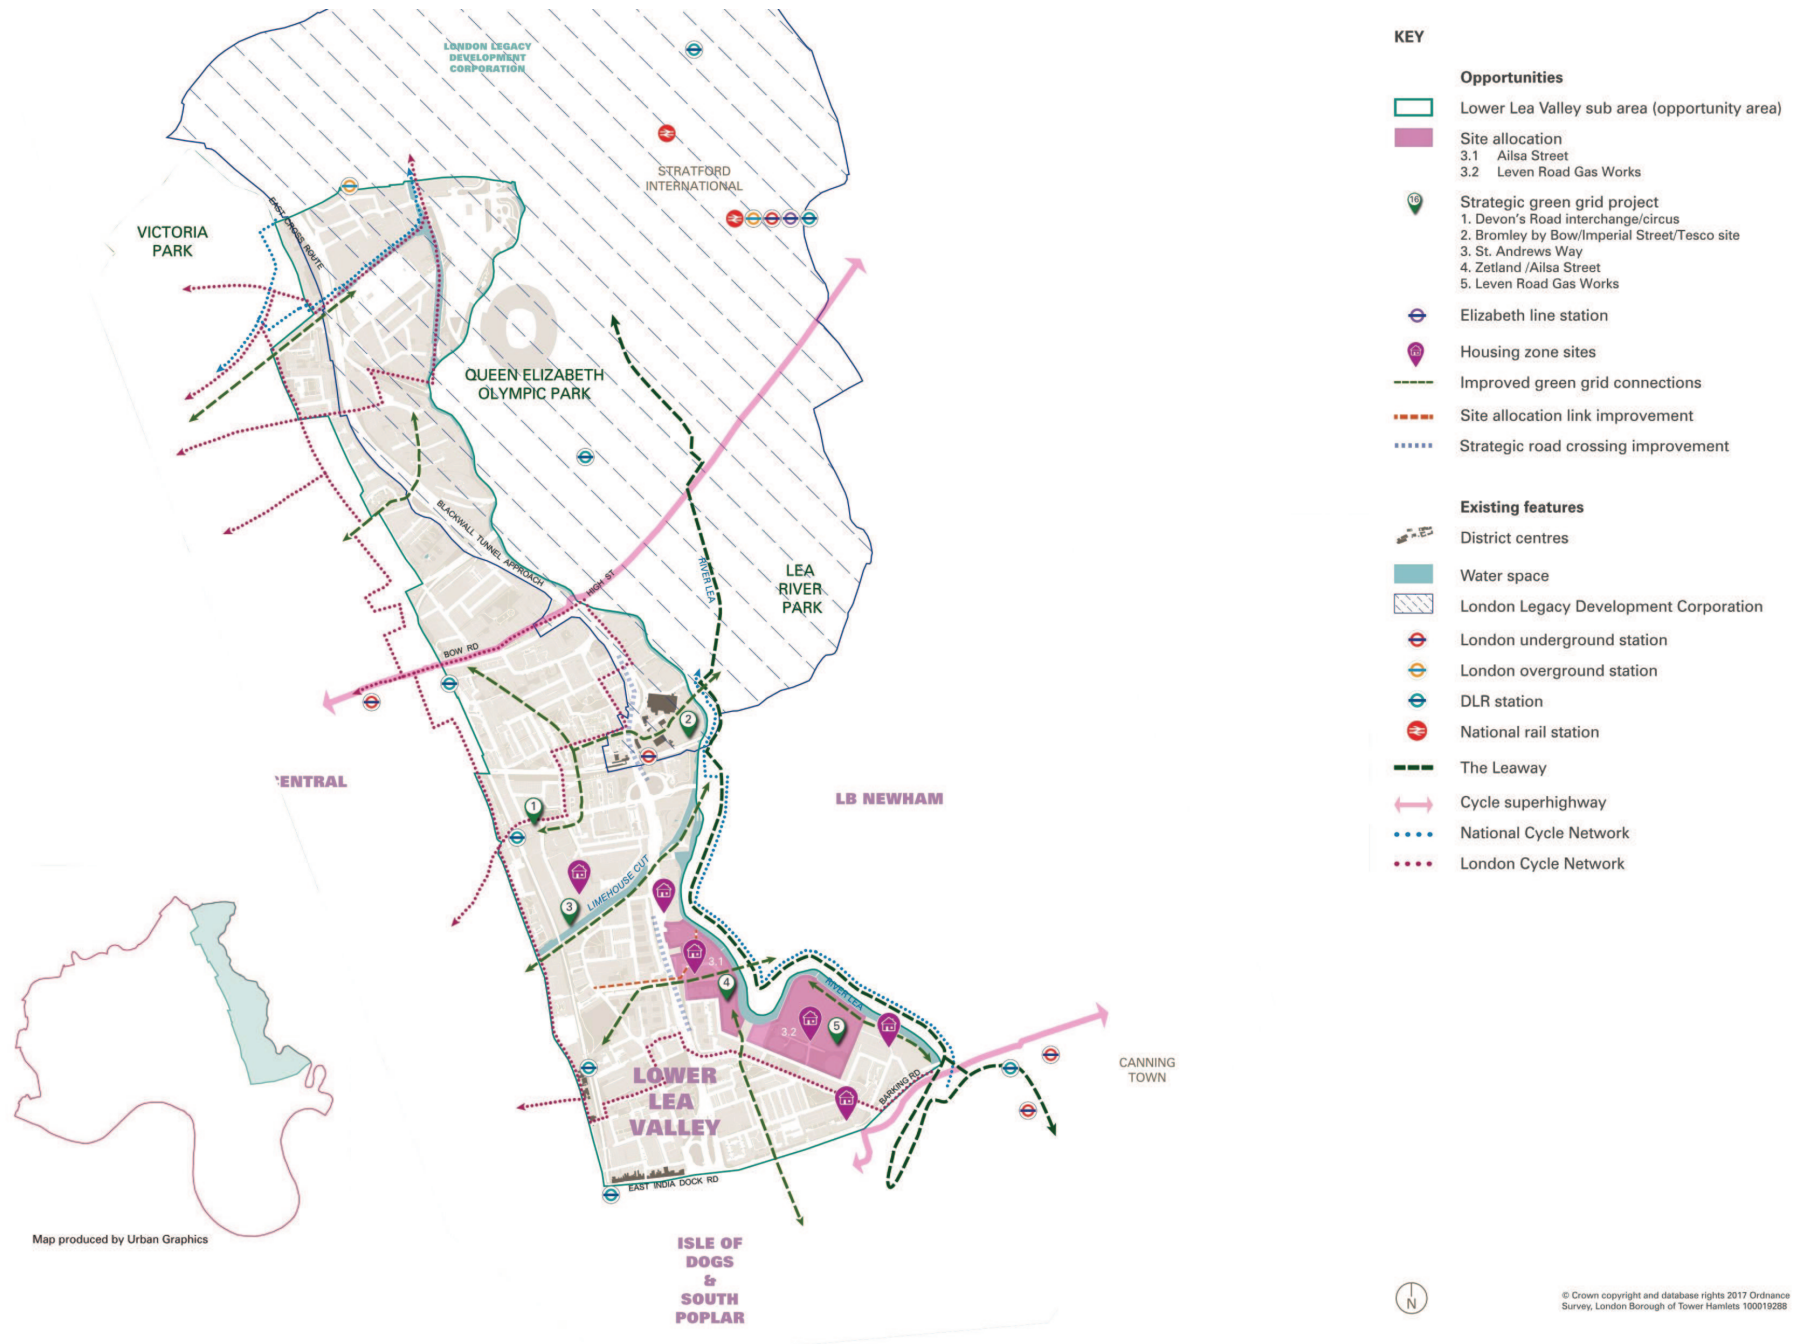 LONDON LEGACY
DEVELOPMENT
CORPORATION
STRATFORD
INTERNATIONAL
VICTORIA
PARK
EAST CROSS ROUTE
QUEEN ELIZABETH
OLYMPIC PARK
BLACKWALL TUNNEL APPROACH
HIGH ST
RIVER LEA
LEA
RIVER
PARK
BOW RD
2
ENTRAL
LB NEWHAM
1
LIMEHOUSE CUT
3
3.1
4
RIVER LEA
3.2
5
BARKING RD
CANNING
TOWN
LOWER
LEA
VALLEY
EAST INDIA DOCK RD
ISLE OF
DOGS
&
SOUTH
POPLAR
Map produced by Urban Graphics
KEY
Opportunities
Lower Lea Valley sub area (opportunity area)
Site allocation
3.1 Ailsa Street
3.2 Leven Road Gas Works
16
Strategic green grid project
1. Devon's Road interchange/circus
2. Bromley by Bow/Imperial Street/Tesco site
3. St. Andrews Way
4. Zetland /Ailsa Street
5. Leven Road Gas Works
Elizabeth line station
Housing zone sites
Improved green grid connections
Site allocation link improvement
Strategic road crossing improvement
Existing features
District centres
Water space
London Legacy Development Corporation
London underground station
London overground station
DLR station
National rail station
The Leaway
Cycle superhighway
National Cycle Network
London Cycle Network
N
© Crown copyright and database rights 2017 Ordnance
Survey, London Borough of Tower Hamlets 100019288